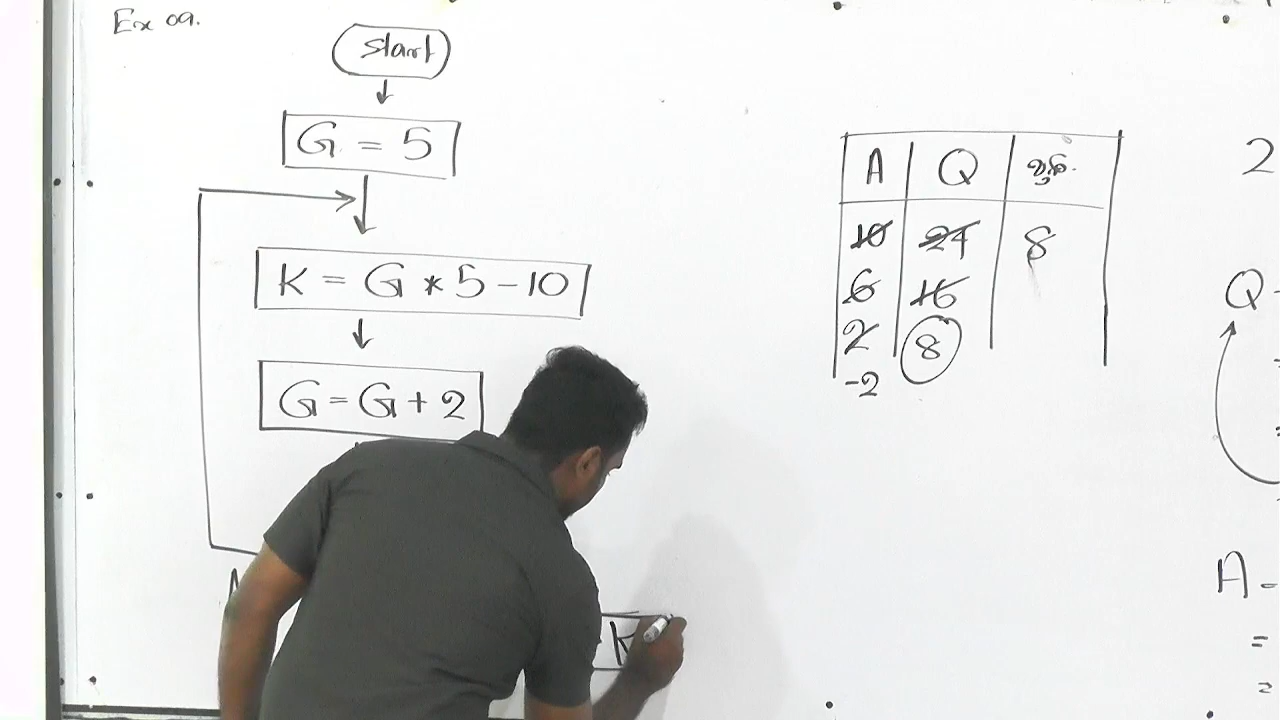 Ex 09.
Start
G = 5
K = G * 5 - 10
G = G + 2
K
A Q
10 24 8
6 16
2 8
-2
2
Q
A =
=
=